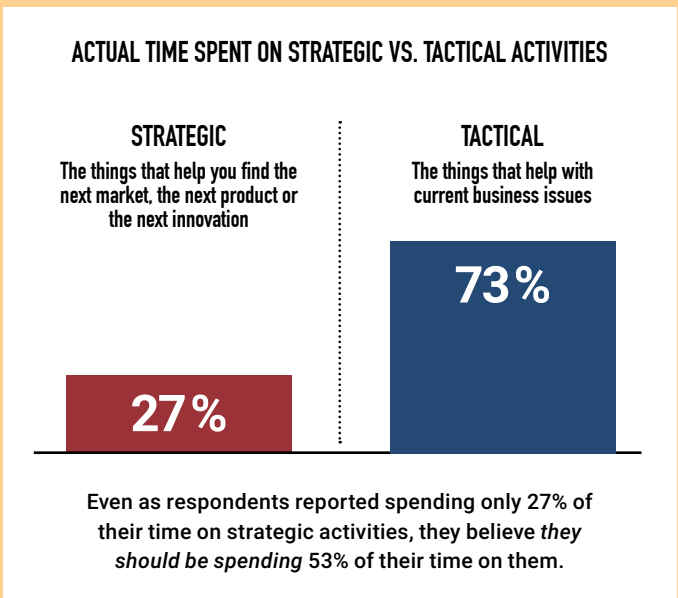 ACTUAL TIME SPENT ON STRATEGIC VS. TACTICAL ACTIVITIES
STRATEGIC
The things that help you find the
next market, the next product or
the next innovation
27%
TACTICAL
The things that help with
current business issues
73%
Even as respondents reported spending only 27% of
their time on strategic activities, they believe they
should be spending 53% of their time on them.